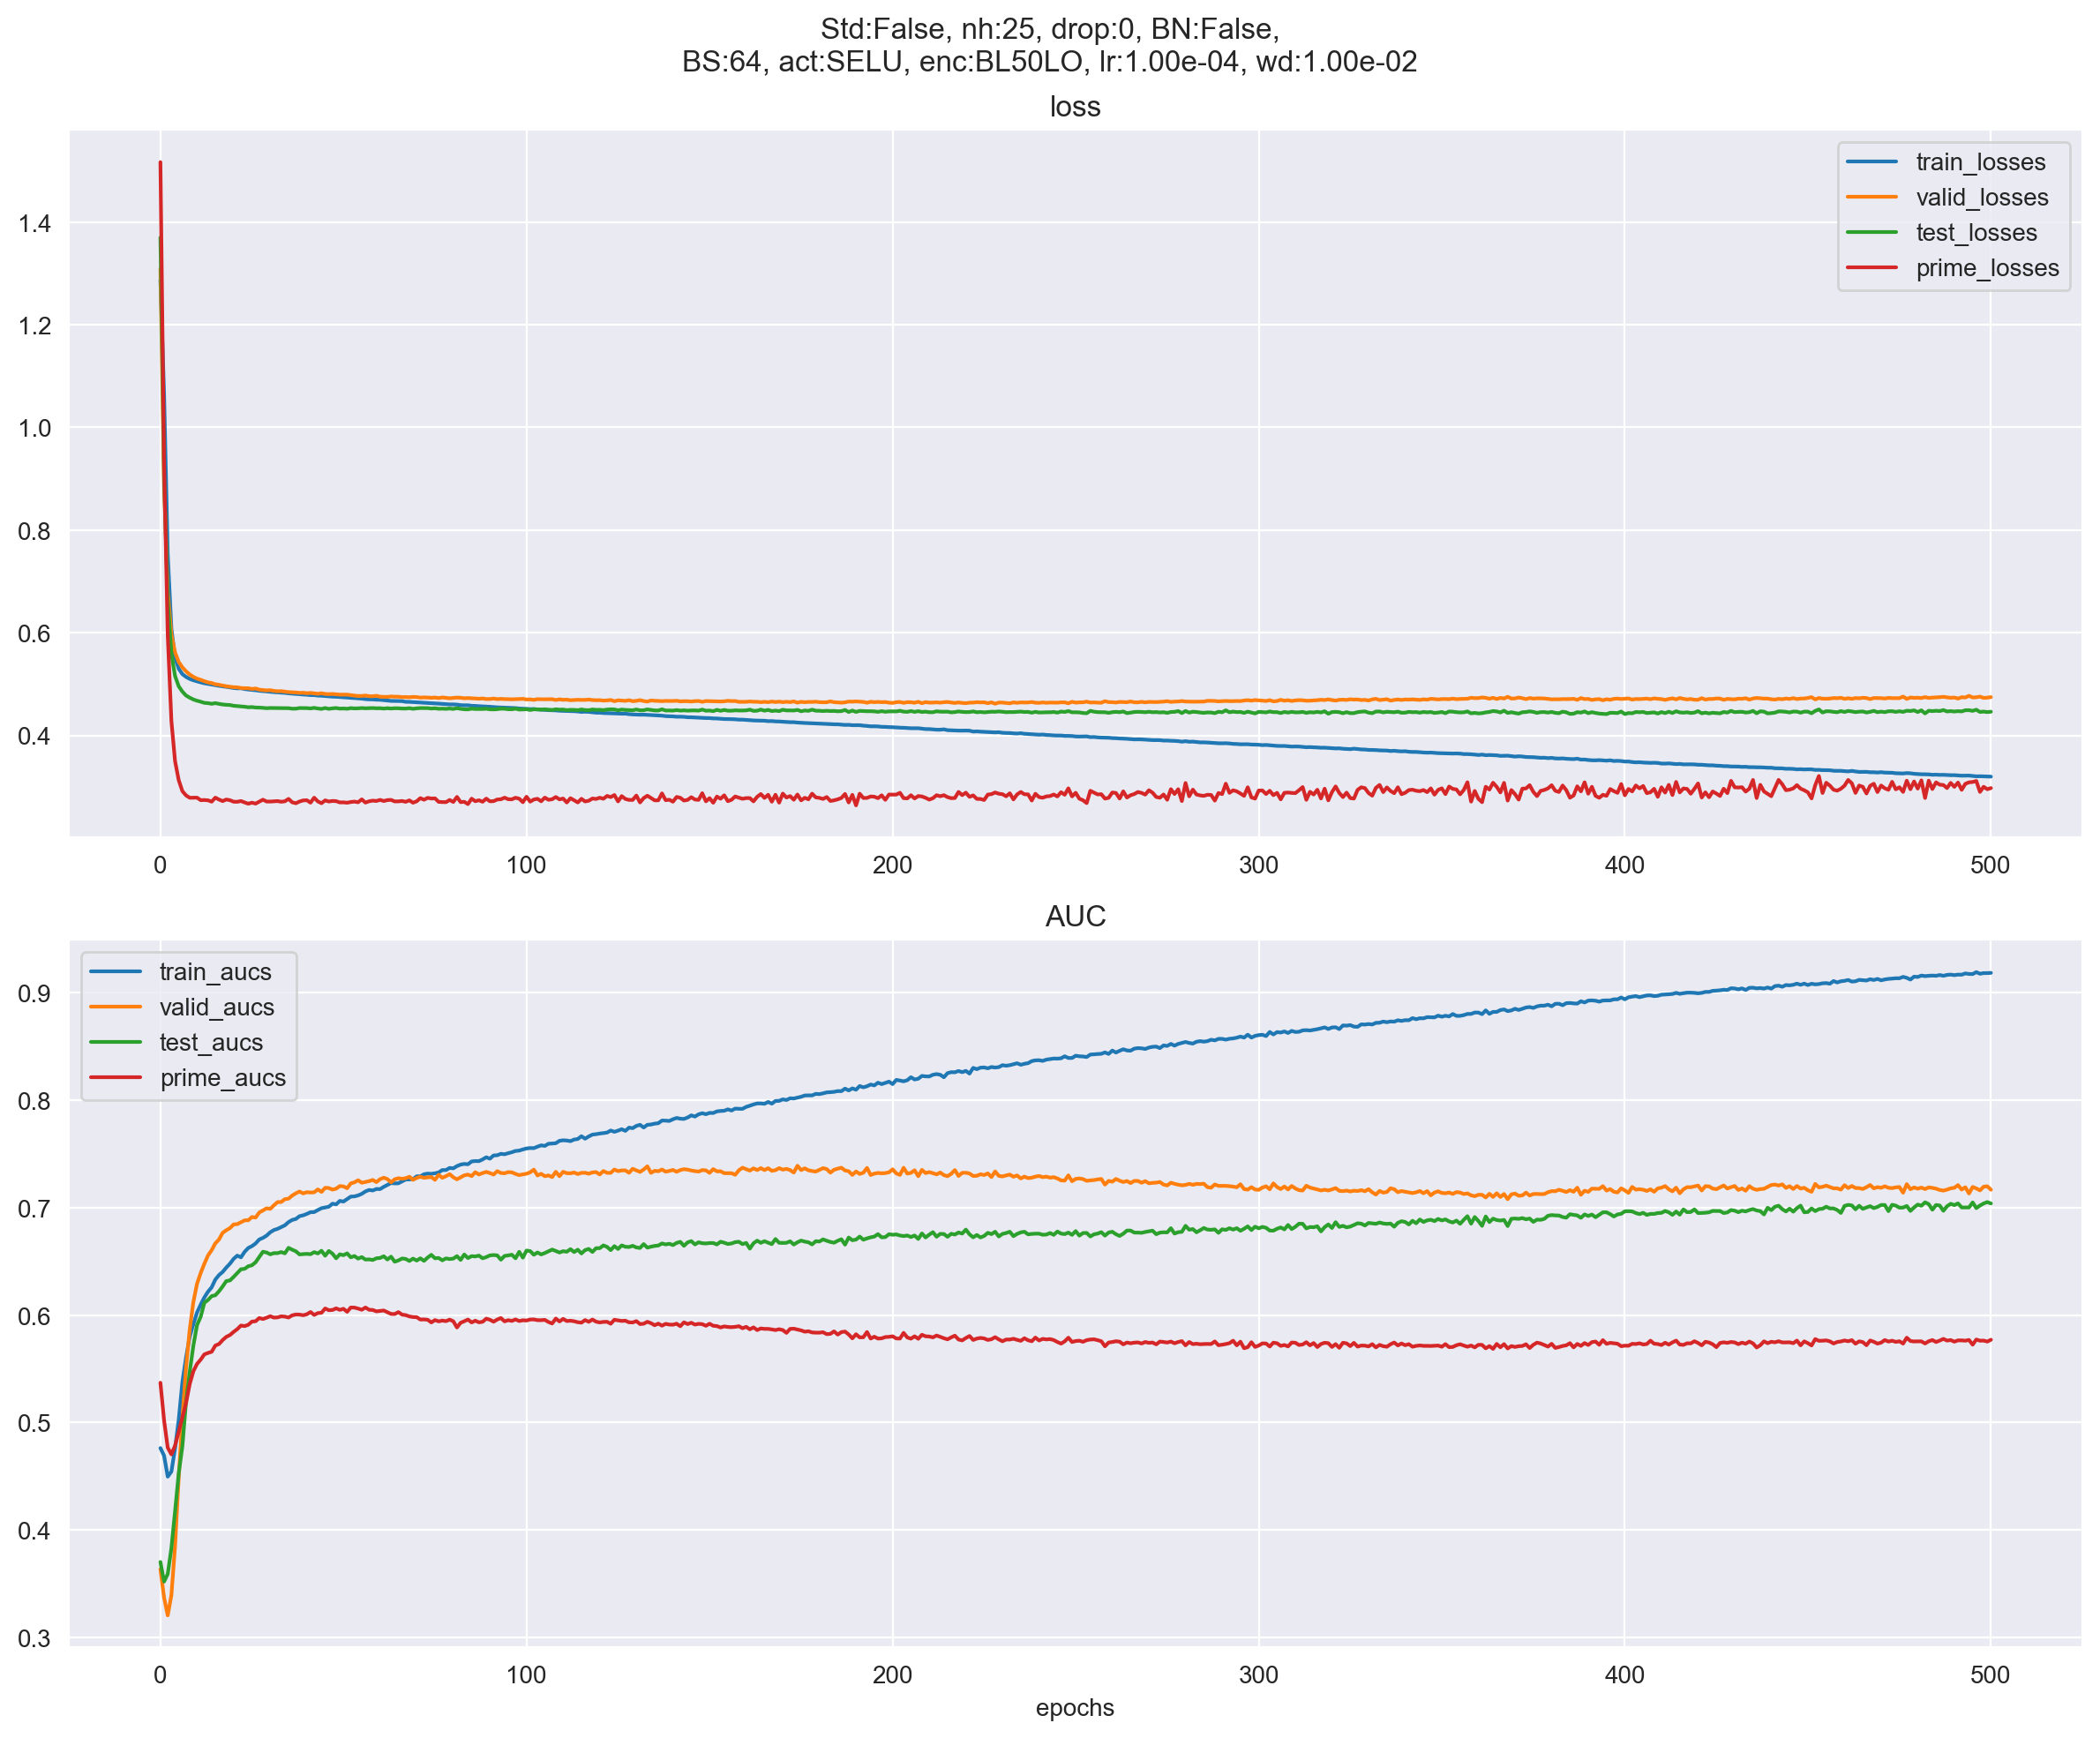 Std:False, nh:25, drop:0, BN:False,
BS:64, act:SELU, enc:BL50LO, lr:1.00e-04, wd:1.00e-02
loss
train_losses
valid_losses
test_losses
prime_losses
1.4
1.2
1.0
0.8
0.6
0.4
0 100 200 300 400 500
AUC
train_aucs
valid_aucs
test_aucs
prime_aucs
0.9
0.8
0.7
0.6
0.5
0.4
0.3
0 100 200 300 400 500
epochs